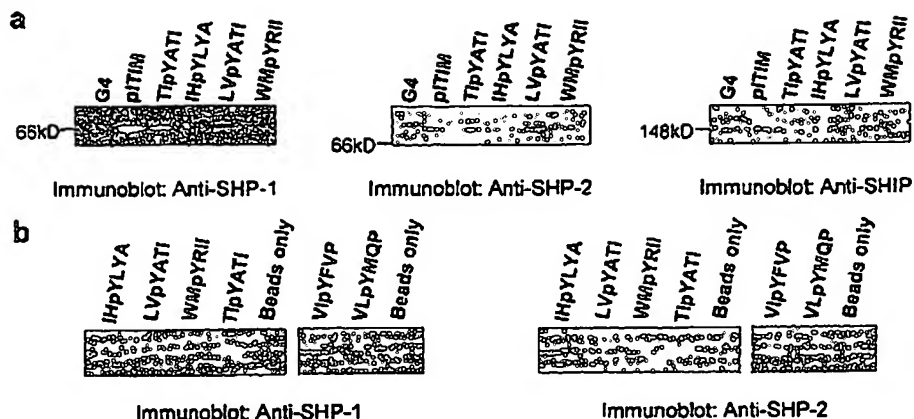 a
G4 pITIM TIpYATI IHpYLYA LVpYATI WMpYRII
G4 pITIM TIpYATI IHpYLYA LVpYATI WMpYRII
G4 pITIM TIpYATI IHpYLYA LVpYATI WMpYRII
66kD
66kD
148kD
Immunoblot: Anti-SHP-1
Immunoblot: Anti-SHP-2
Immunoblot: Anti-SHIP
b
IHpYLYA LVpYATI WMpYRII TIpYATI Beads only
VIpYFVP VLpYMQP Beads only
IHpYLYA LVpYATI WMpYRII TIpYATI Beads only
VIpYFVP VLpYMQP Beads only
Immunoblot: Anti-SHP-1
Immunoblot: Anti-SHP-2